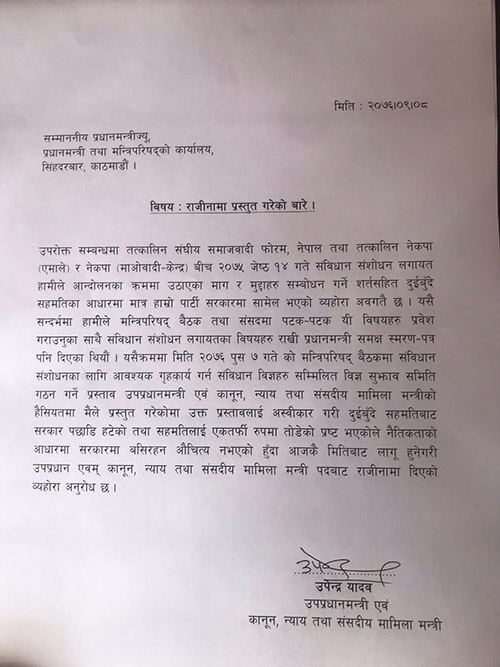 मिति : २०७६।०९।०८
सम्माननीय प्रधानमन्त्रीज्यू,
प्रधानमन्त्री तथा मन्त्रिपरिषद्को कार्यालय,
सिंहदरबार, काठमाडौं ।
बिषय : राजीनामा प्रस्तुत गरेको बारे ।
उपरोक्त सम्बन्धमा तत्कालिन संघीय समाजवादी फोरम, नेपाल तथा तत्कालिन नेकपा
(एमाले) र नेकपा (माओवादी-केन्द्र) बीच २०७५ जेष्ठ १४ गते संविधान संशोधन लगायत
हामीले आन्दोलनका क्रममा उठाएका माग र मुद्दाहरु सम्बोधन गर्ने शर्तसहित दुईबुँदे
सहमतिका आधारमा मात्र हाम्रो पार्टी सरकारमा सामेल भएको व्यहोरा अवगतै छ । यसै
सन्दर्भमा हामीले मन्त्रिपरिषद् बैठक तथा संसदमा पटक-पटक यी बिषयहरु प्रवेश
गराउनुका साथै संविधान संशोधन लगायतका बिषयहरु राखी प्रधानमन्त्री समक्ष स्मरण-पत्र
पनि दिएका थियौं । यसैक्रममा मिति २०७६ पुस ७ गते को मन्त्रिपरिषद् बैठकमा संविधान
संशोधनका लागि आवश्यक गृहकार्य गर्न संविधान विज्ञहरु सम्मिलित विज्ञ सुझाव समिति
गठन गर्ने प्रस्ताव उपप्रधानमन्त्री एवं कानून, न्याय तथा संसदीय मामिला मन्त्रीको
हैसियतमा मैले प्रस्तुत गरेकोमा उक्त प्रस्तावलाई अस्वीकार गरी दुईबुँदे सहमतिबाट
सरकार पछाडि हटेको तथा सहमतिलाई एकतर्फी रुपमा तोडेको प्रष्ट भएकोले नैतिकताको
आधारमा सरकारमा बसिरहन औचित्य नभएको हुँदा आजकै मितिबाट लागू हुनेगरी
उपप्रधान एवम् कानून, न्याय तथा संसदीय मामिला मन्त्री पदबाट राजीनामा दिएको
व्यहोरा अनुरोध छ ।
उपेन्द्र यादव
उपप्रधानमन्त्री एवं
कानून, न्याय तथा संसदीय मामिला मन्त्री